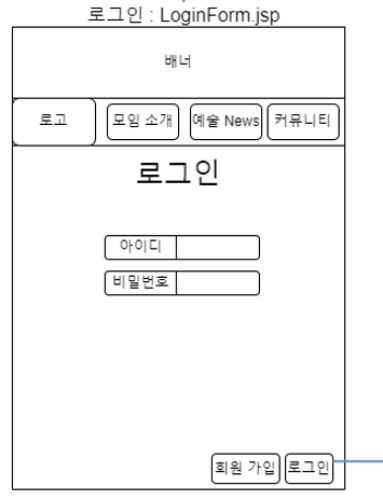 로그인 : LoginForm.jsp
배너
로고 모임 소개 예술 News 커뮤니티
로그인
아이디
비밀번호
회원 가입 로그인